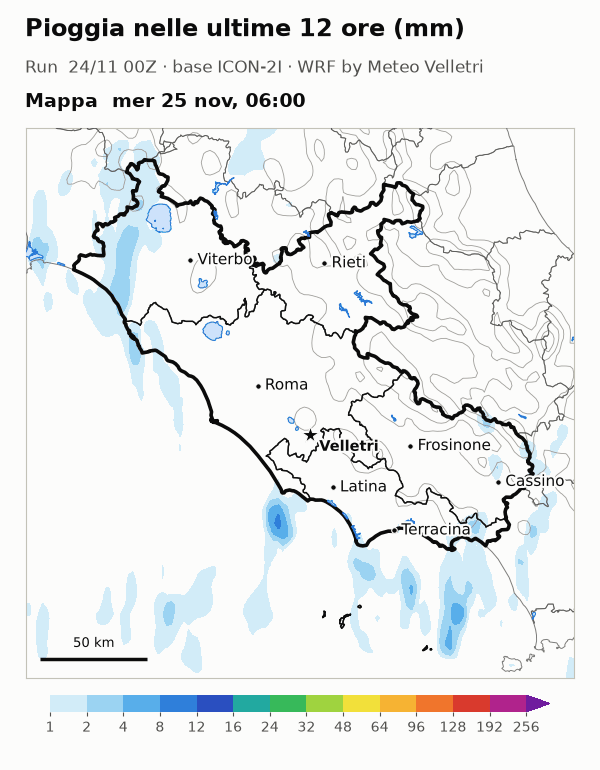 Pioggia nelle ultime 12 ore (mm)
Run 24/11 00Z · base ICON-2I · WRF by Meteo Velletri
Mappa mer 25 nov, 06:00
Viterbo
Rieti
Roma
Velletri
Frosinone
Latina
Cassino
Terracina
50 km
1 2 4 8 12 16 24 32 48 64 96 128 192 256